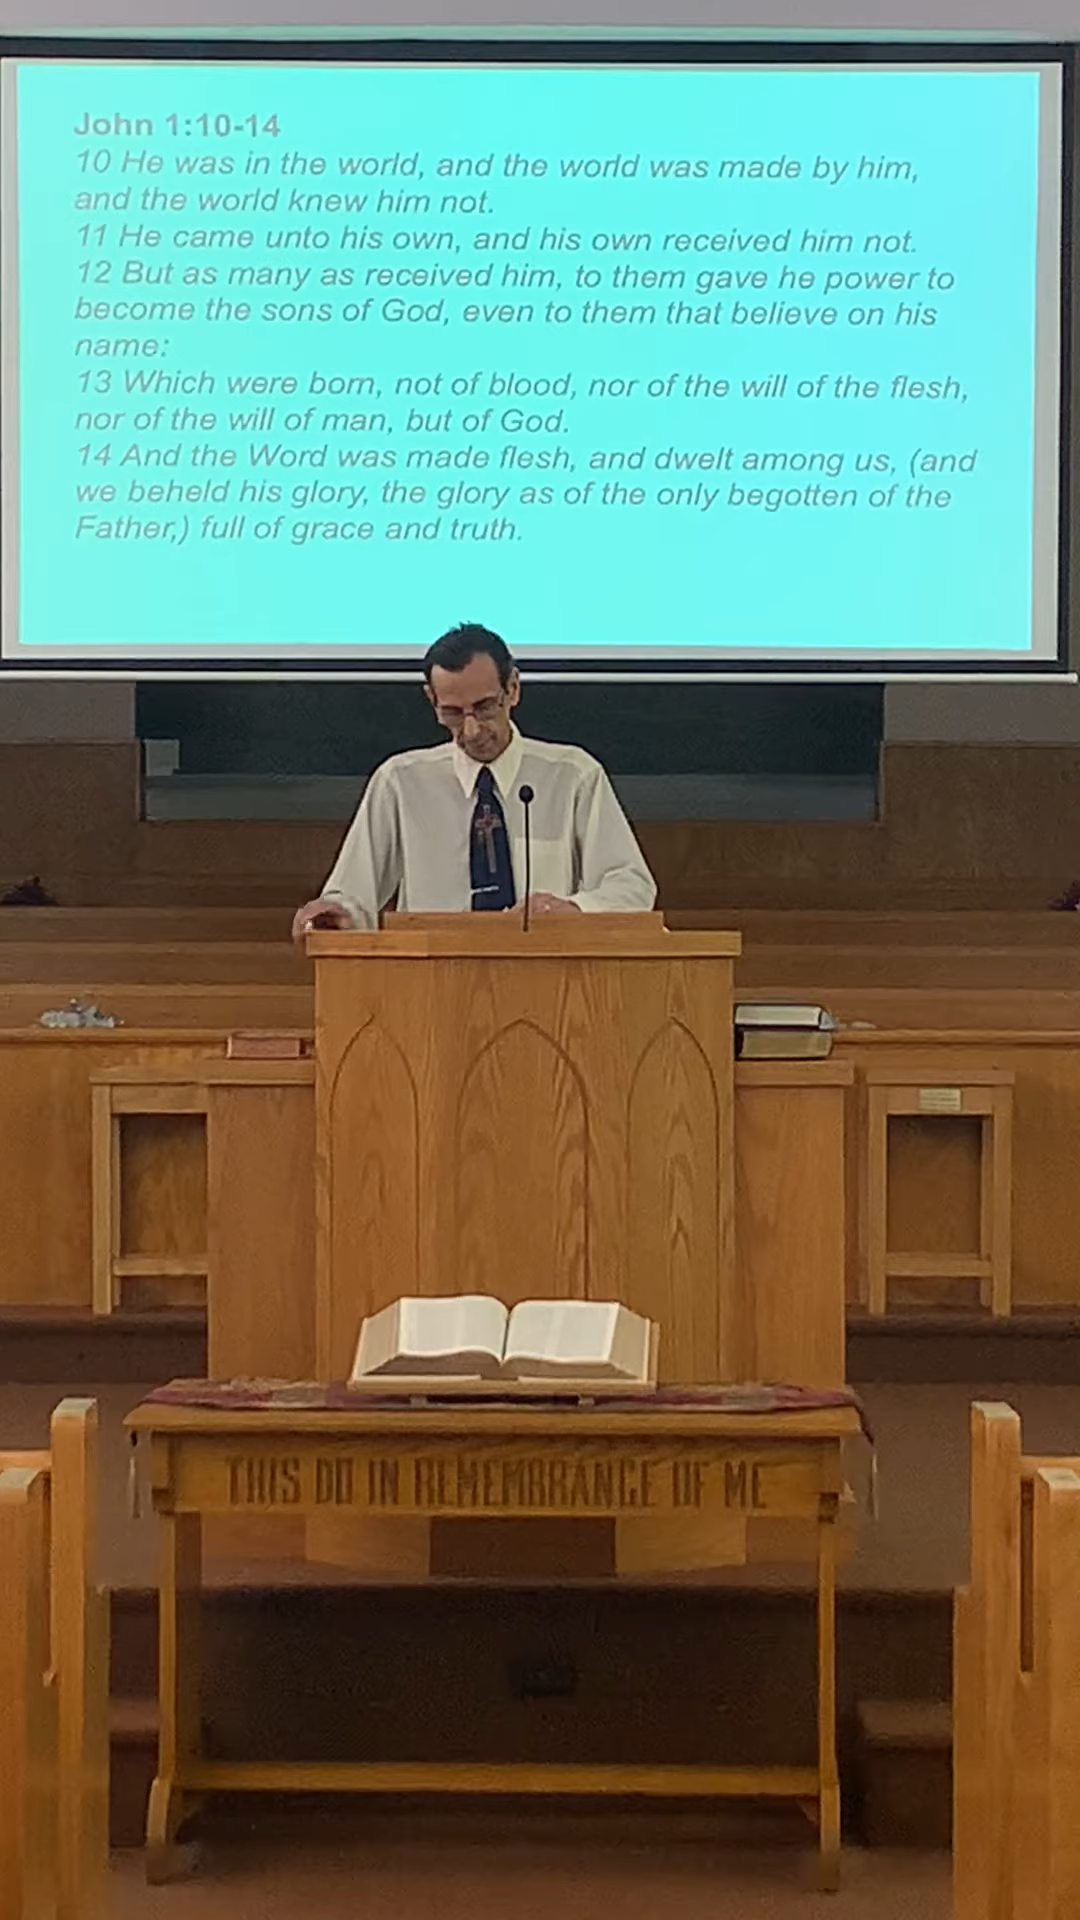 John 1:10-14
10 He was in the world, and the world was made by him,
and the world knew him not.
11 He came unto his own, and his own received him not.
12 But as many as received him, to them gave he power to
become the sons of God, even to them that believe on his
name:
13 Which were born, not of blood, nor of the will of the flesh,
nor of the will of man, but of God.
14 And the Word was made flesh, and dwelt among us, (and
we beheld his glory, the glory as of the only begotten of the
Father,) full of grace and truth.
THIS DO IN REMEMBRANCE OF ME